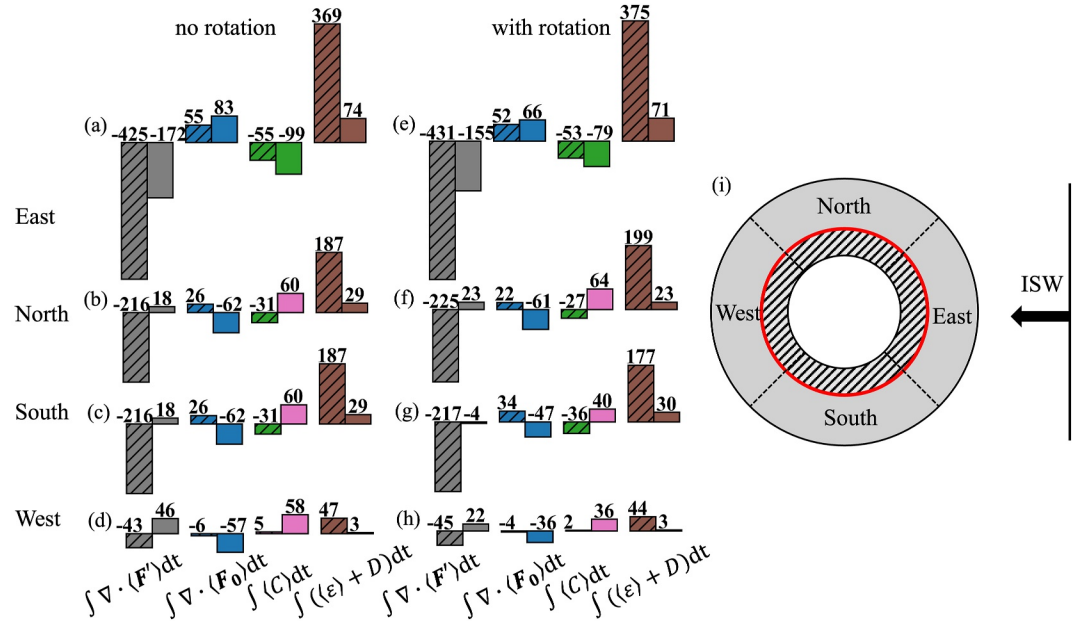 no rotation
with rotation
369
375
(a)
-425
-172
55
83
-55
-99
74
(e)
-431
-155
52
66
-53
-79
71
(i)
North
West
East
South
ISW
East
North
(b)
-216
18
26
-62
-31
60
187
29
(f)
-225
23
22
-61
-27
64
199
23
South
(c)
-216
18
26
-62
-31
60
187
29
(g)
-217
-4
34
-47
-36
40
177
30
West
(d)
-43
46
-6
-57
5
58
47
3
(h)
-45
22
-4
-36
2
36
44
3
∫ ∇ · ⟨F′⟩dt
∫ ∇ · ⟨F₀⟩dt
∫ ⟨C⟩dt
∫ (⟨ε⟩ + D)dt
∫ ∇ · ⟨F′⟩dt
∫ ∇ · ⟨F₀⟩dt
∫ ⟨C⟩dt
∫ (⟨ε⟩ + D)dt